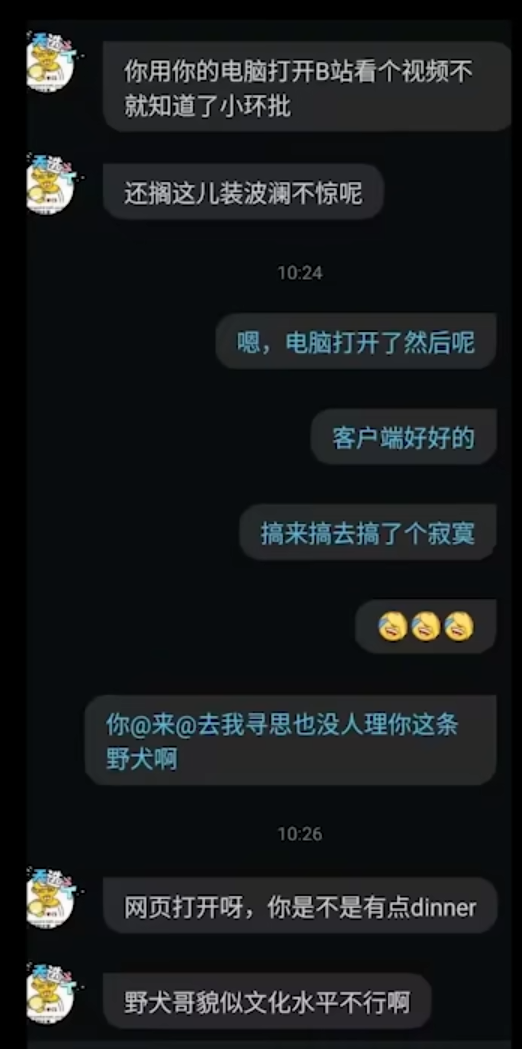 你用你的电脑打开B站看个视频不
就知道了小环批
还搁这儿装波澜不惊呢
10:24
嗯，电脑打开了然后呢
客户端好好的
搞来搞去搞了个寂寞
你@来@去我寻思也没人理你这条
野犬啊
10:26
网页打开呀，你是不是有点dinner
野犬哥貌似文化水平不行啊